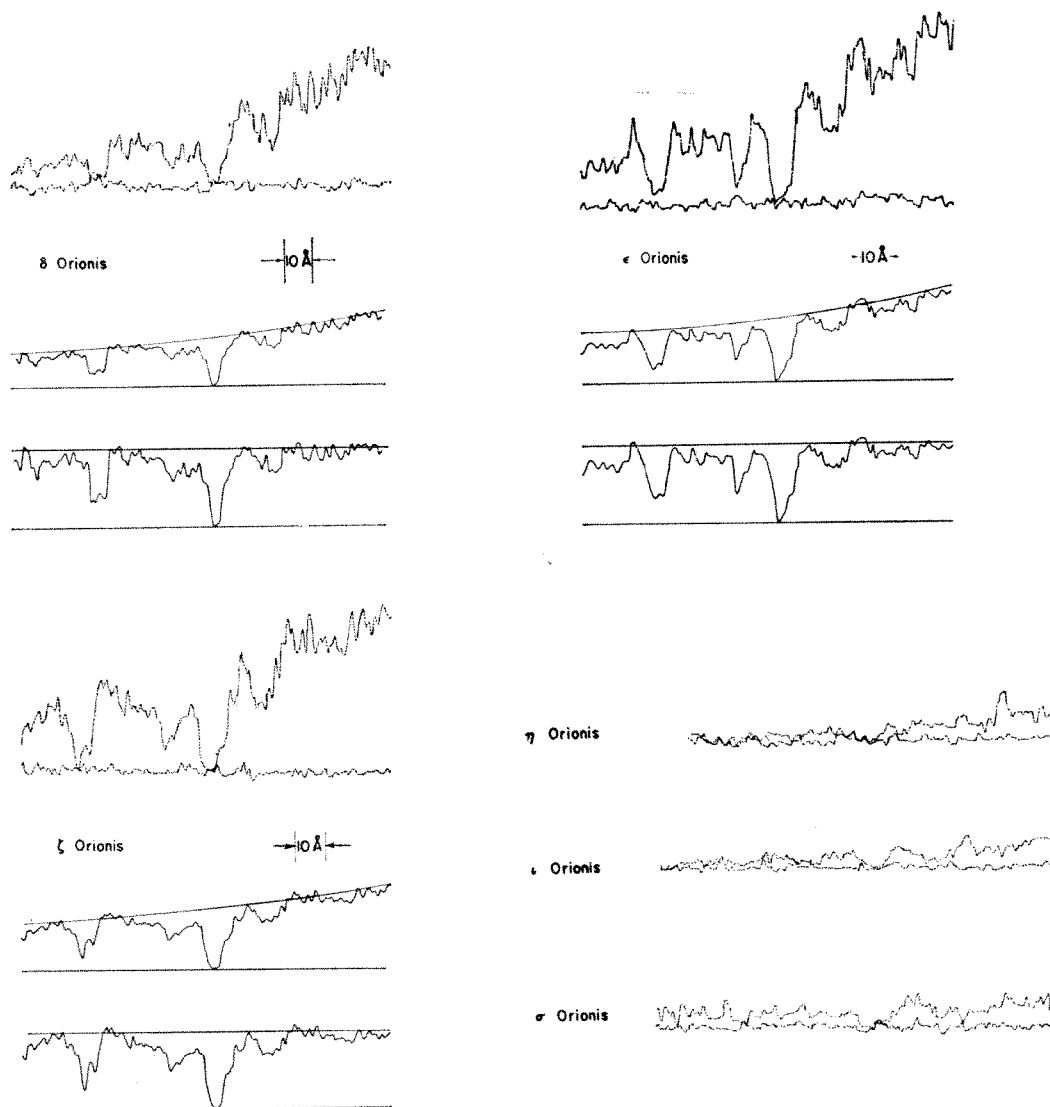 δ Orionis
10 Å
ε Orionis
10 Å
η Orionis
ζ Orionis
10 Å
ι Orionis
σ Orionis